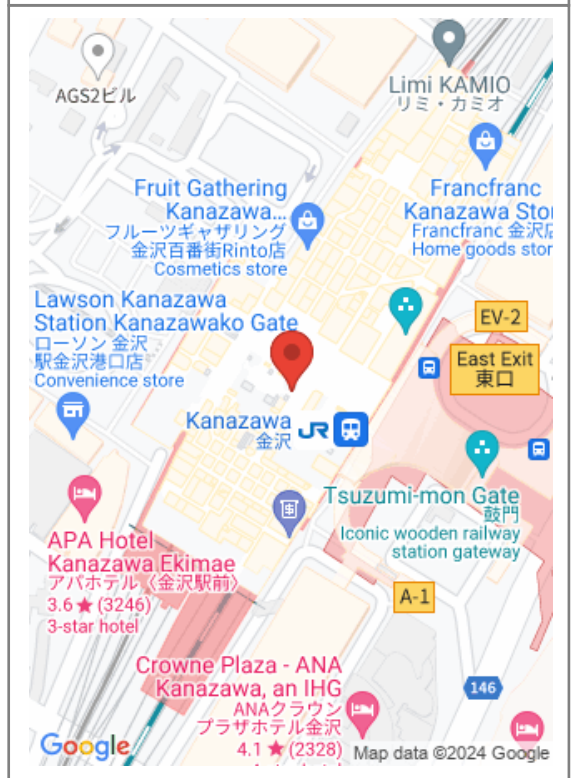 AGS2ビル
Limi KAMIO
リミ・カミオ
Fruit Gathering
Kanazawa...
フルーツギャザリング
金沢百番街Rinto店
Cosmetics store
Francfranc
Kanazawa Sto
Francfranc 金沢店
Home goods stor
Lawson Kanazawa
Station Kanazawako Gate
ローソン 金沢
駅金沢港口店
Convenience store
EV-2
East Exit
東口
Kanazawa
金沢
JR
Tsuzumi-mon Gate
鼓門
Iconic wooden railway
station gateway
APA Hotel
Kanazawa Ekimae
アパホテル〈金沢駅前〉
3.6 ★ (3246)
3-star hotel
A-1
Crowne Plaza - ANA
Kanazawa, an IHG
ANAクラウン
プラザホテル金沢
4.1 ★ (2328)
146
Google
Map data ©2024 Google